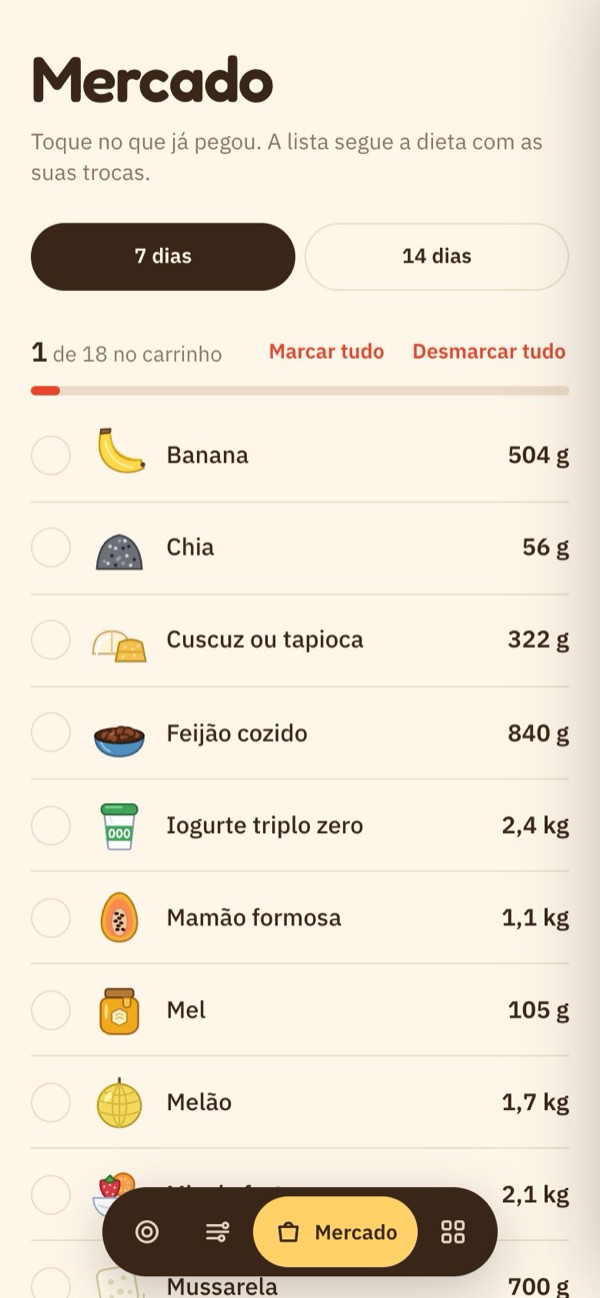 Mercado
Toque no que já pegou. A lista segue a dieta com as
suas trocas.
7 dias
14 dias
1 de 18 no carrinho
Marcar tudo
Desmarcar tudo
Banana
504 g
Chia
56 g
Cuscuz ou tapioca
322 g
Feijão cozido
840 g
000
Iogurte triplo zero
2,4 kg
Mamão formosa
1,1 kg
Mel
105 g
Melão
1,7 kg
2,1 kg
Mercado
Mussarela
700 g